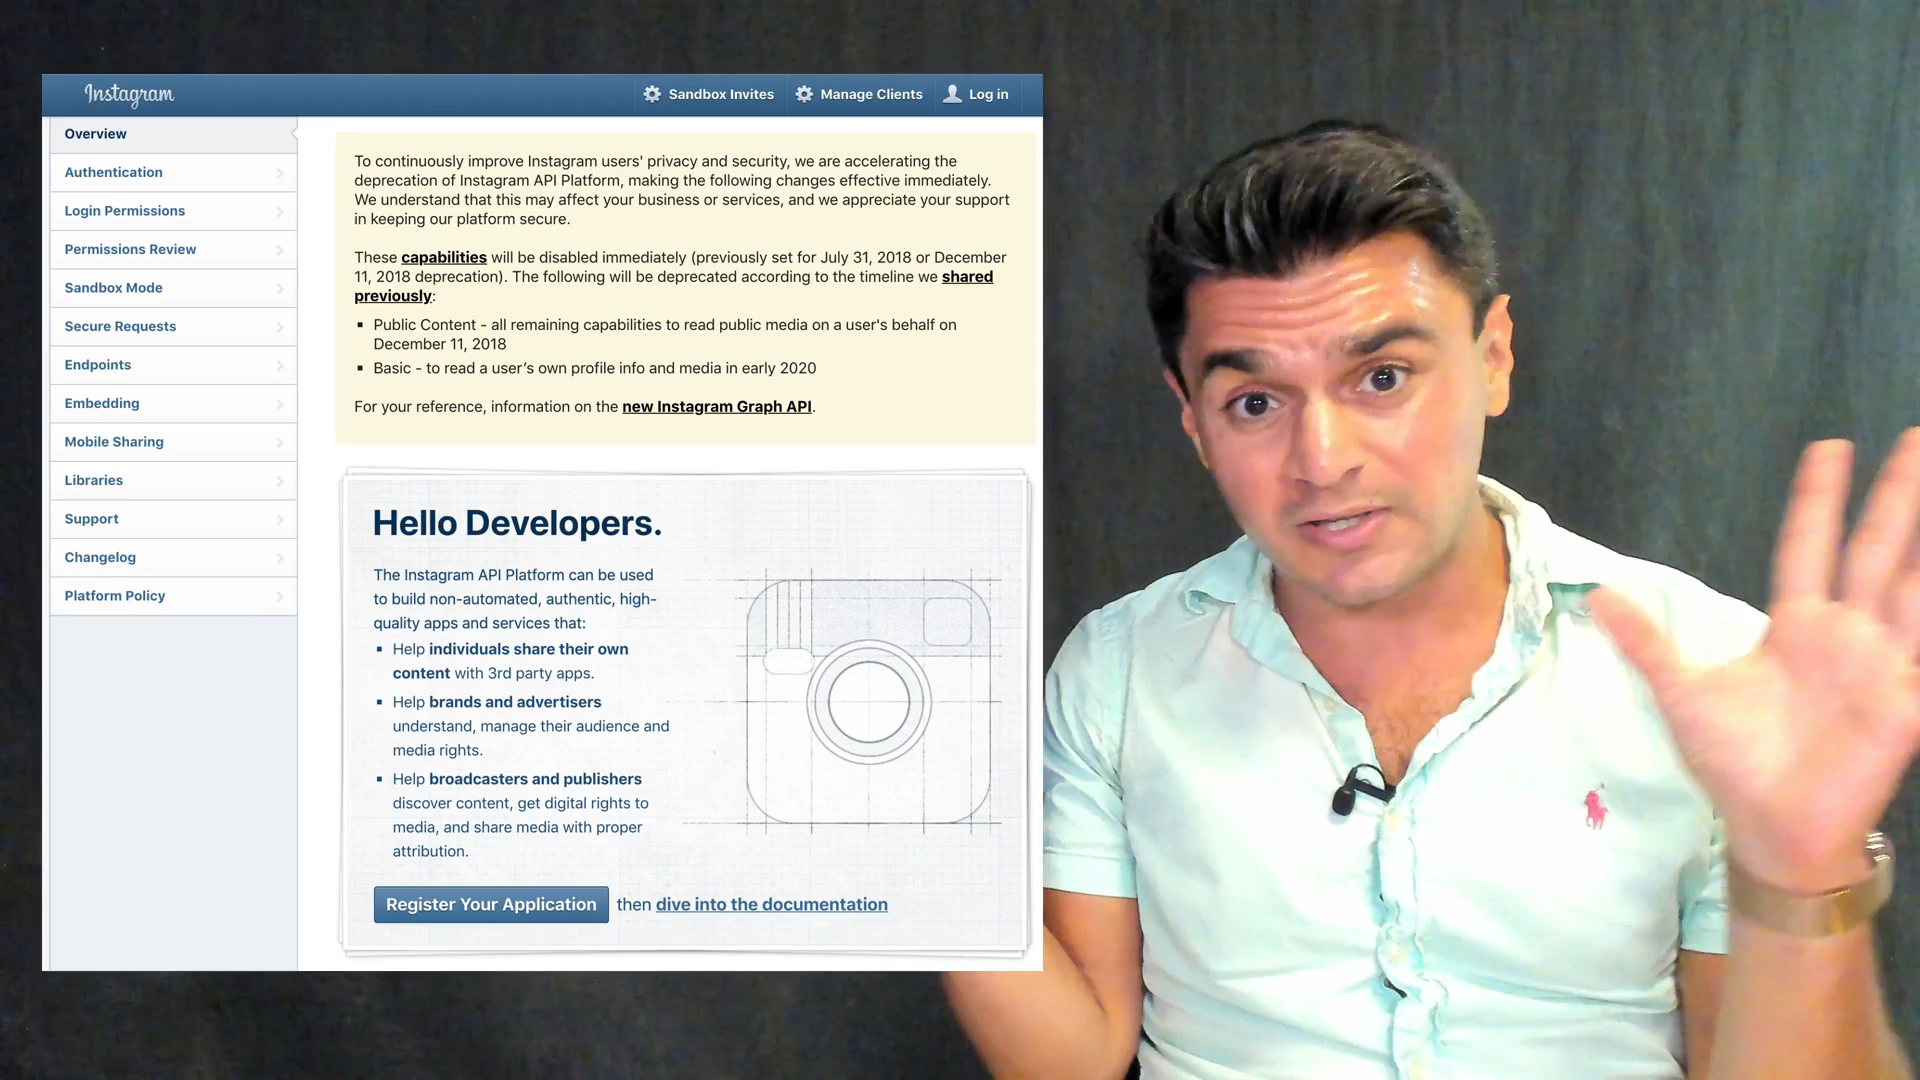 Instagram
Sandbox Invites
Manage Clients
Log in
Overview
Authentication
Login Permissions
Permissions Review
Sandbox Mode
Secure Requests
Endpoints
Embedding
Mobile Sharing
Libraries
Support
Changelog
Platform Policy
To continuously improve Instagram users' privacy and security, we are accelerating the
deprecation of Instagram API Platform, making the following changes effective immediately.
We understand that this may affect your business or services, and we appreciate your support
in keeping our platform secure.
These capabilities will be disabled immediately (previously set for July 31, 2018 or December
11, 2018 deprecation). The following will be deprecated according to the timeline we shared
previously:
Public Content - all remaining capabilities to read public media on a user's behalf on
December 11, 2018
Basic - to read a user’s own profile info and media in early 2020
For your reference, information on the new Instagram Graph API.
Hello Developers.
The Instagram API Platform can be used
to build non-automated, authentic, high-
quality apps and services that:
Help individuals share their own
content with 3rd party apps.
Help brands and advertisers
understand, manage their audience and
media rights.
Help broadcasters and publishers
discover content, get digital rights to
media, and share media with proper
attribution.
Register Your Application then dive into the documentation